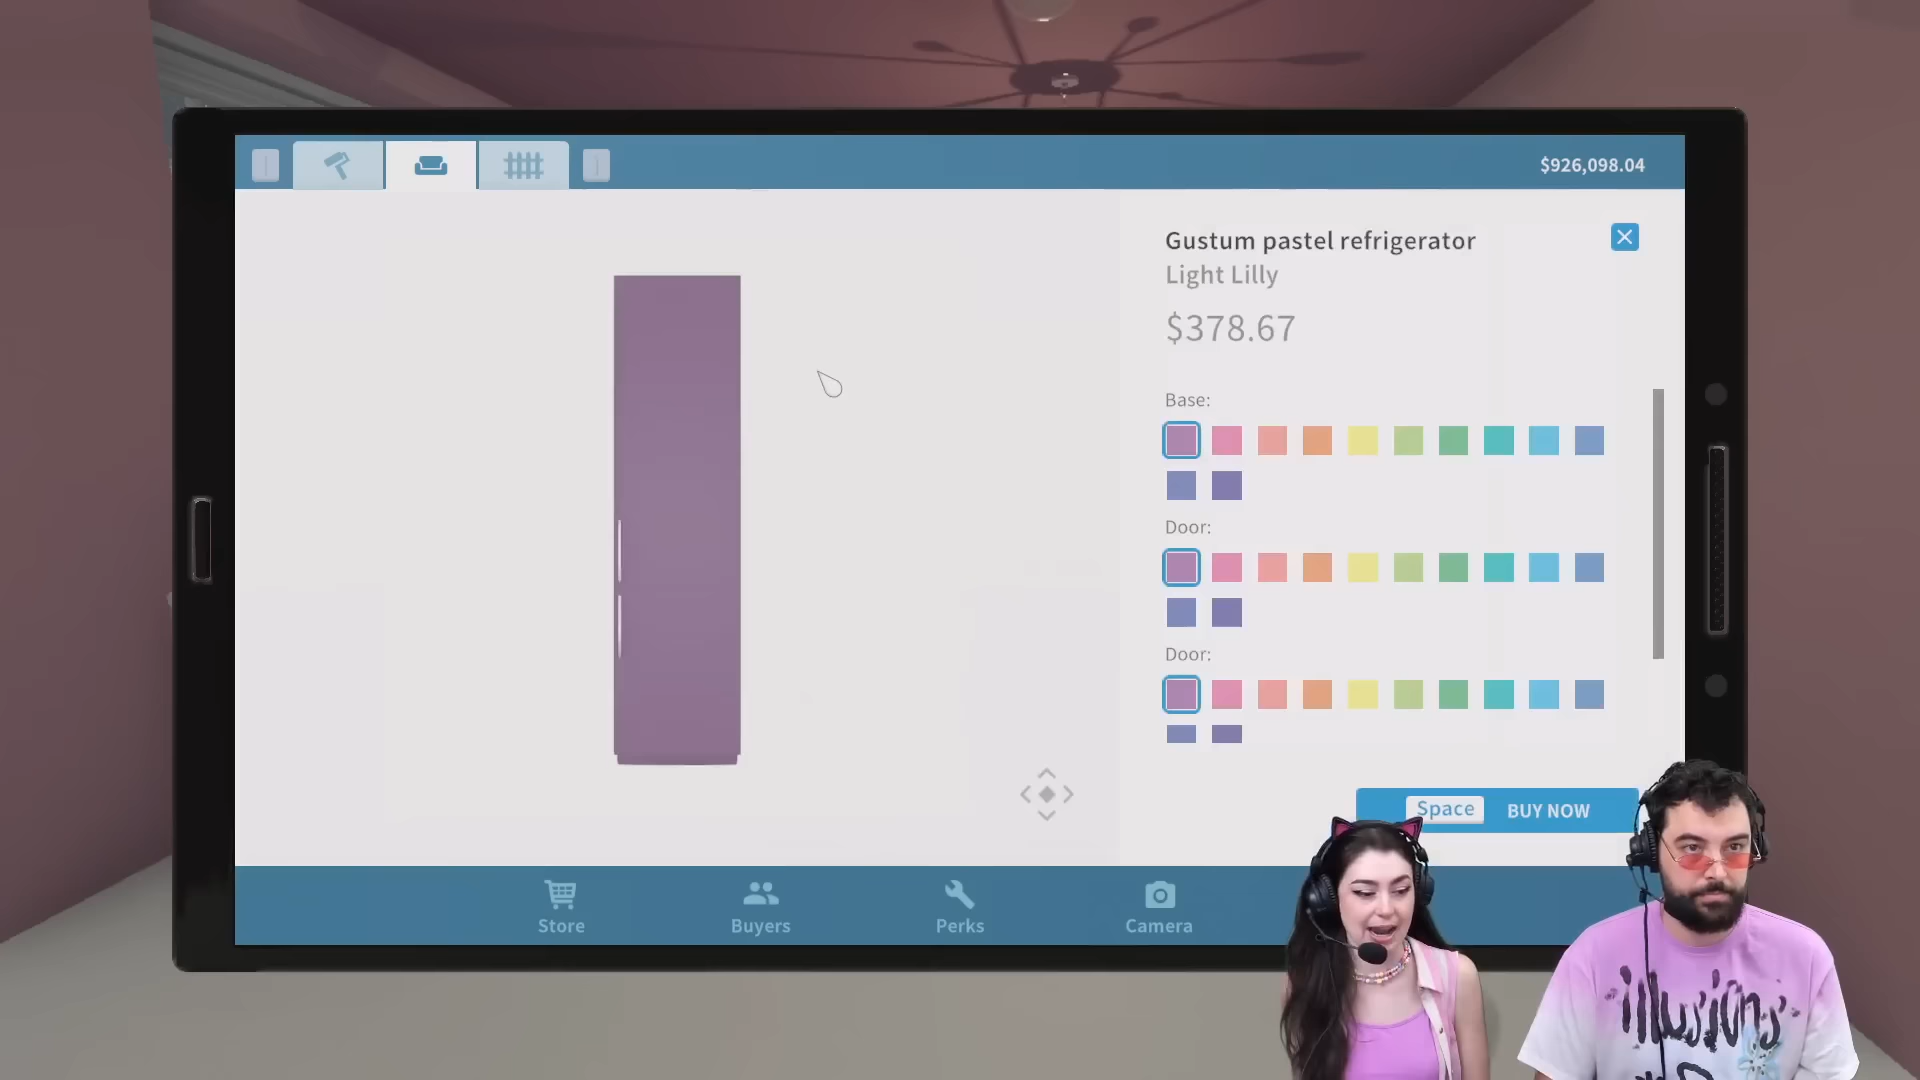 $926,098.04
Gustum pastel refrigerator
Light Lilly
$378.67
Base:
Door:
Door:
Space BUY NOW
Store
Buyers
Perks
Camera
illusions